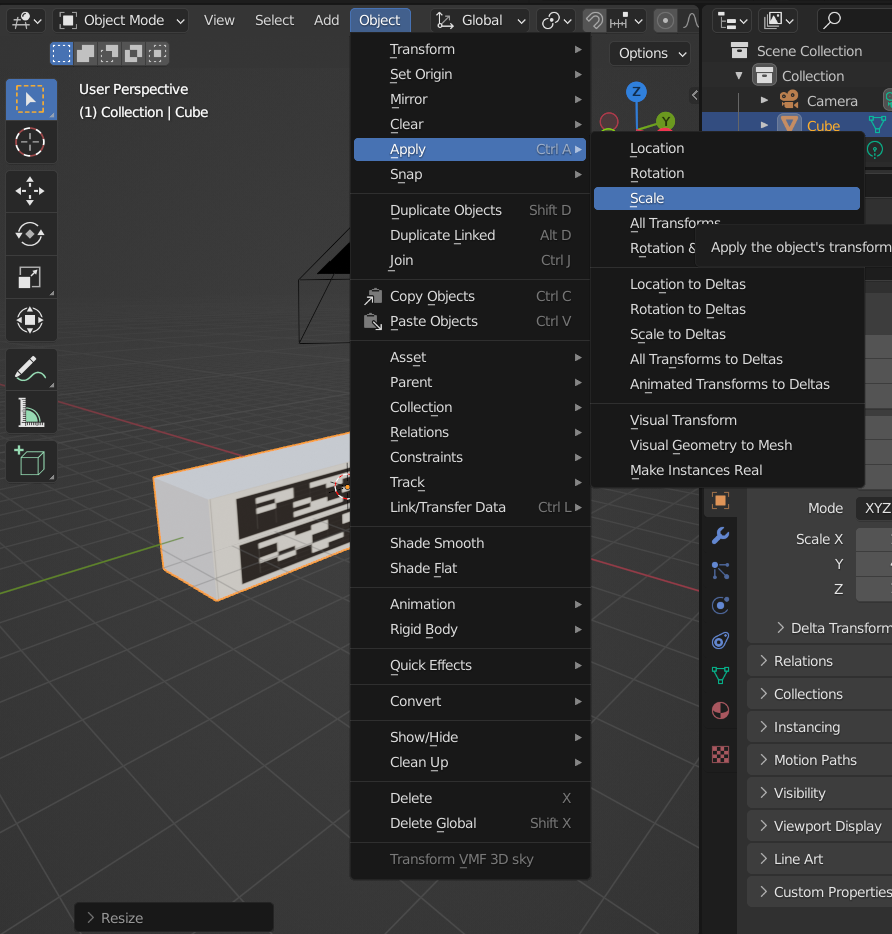 Object Mode View Select Add Object Global
Options
User Perspective
(1) Collection | Cube
Z
Y
Transform
Set Origin
Mirror
Clear
Apply Ctrl A
Snap
Duplicate Objects Shift D
Duplicate Linked Alt D
Join Ctrl J
Copy Objects Ctrl C
Paste Objects Ctrl V
Asset
Parent
Collection
Relations
Constraints
Track
Link/Transfer Data Ctrl L
Shade Smooth
Shade Flat
Animation
Rigid Body
Quick Effects
Convert
Show/Hide
Clean Up
Delete X
Delete Global Shift X
Transform VMF 3D sky
Location
Rotation
Scale
All Transforms
Rotation &
Apply the object's transform
Location to Deltas
Rotation to Deltas
Scale to Deltas
All Transforms to Deltas
Animated Transforms to Deltas
Visual Transform
Visual Geometry to Mesh
Make Instances Real
Scene Collection
Collection
Camera
Cube
Mode XYZ
Scale X
Y
Z
Delta Transform
Relations
Collections
Instancing
Motion Paths
Visibility
Viewport Display
Line Art
Custom Properties
Resize